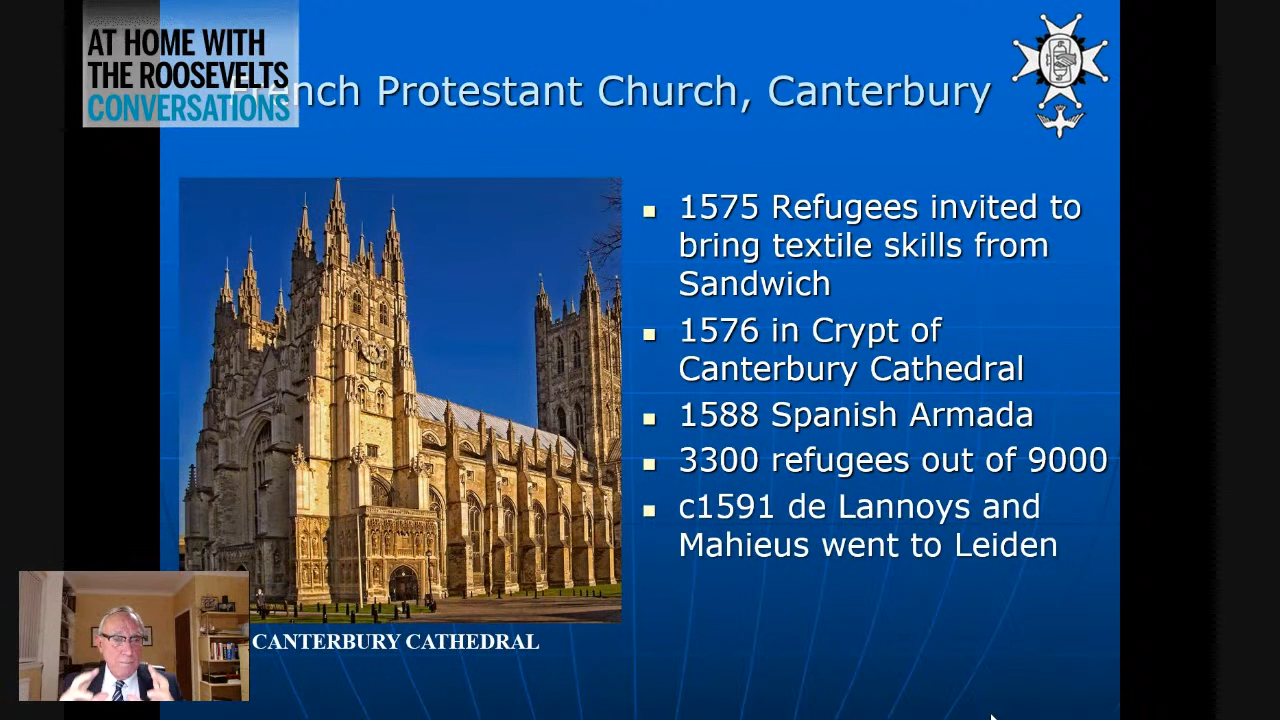 AT HOME WITH
THE ROOSEVELTS
CONVERSATIONS
French Protestant Church, Canterbury
1575 Refugees invited to
bring textile skills from
Sandwich
1576 in Crypt of
Canterbury Cathedral
1588 Spanish Armada
3300 refugees out of 9000
c1591 de Lannoys and
Mahieus went to Leiden
CANTERBURY CATHEDRAL